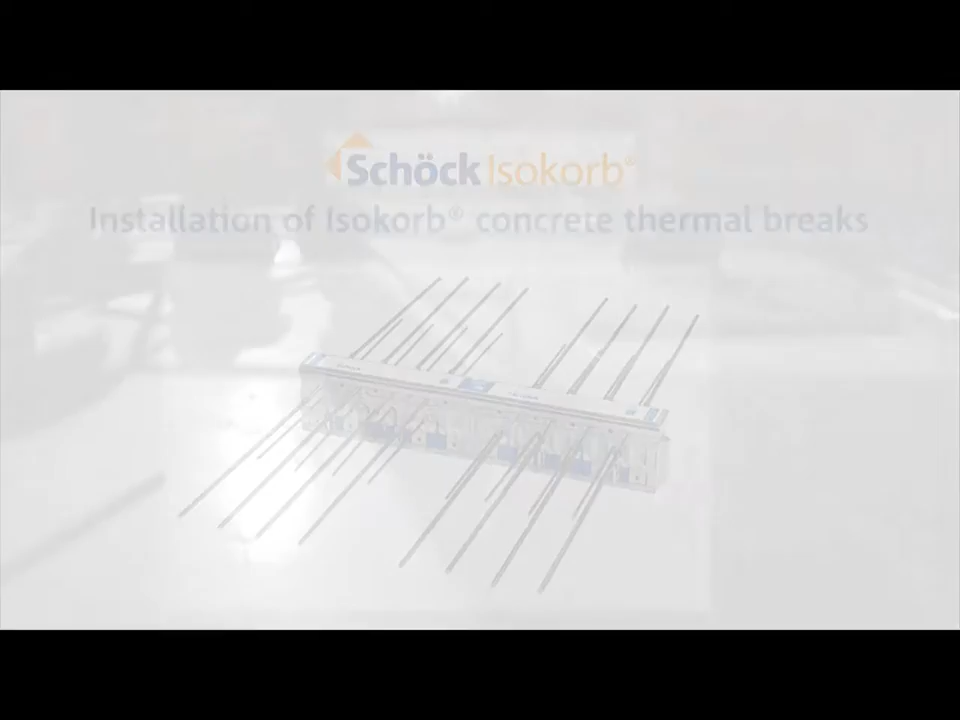 Schöck Isokorb®
Installation of Isokorb® concrete thermal breaks